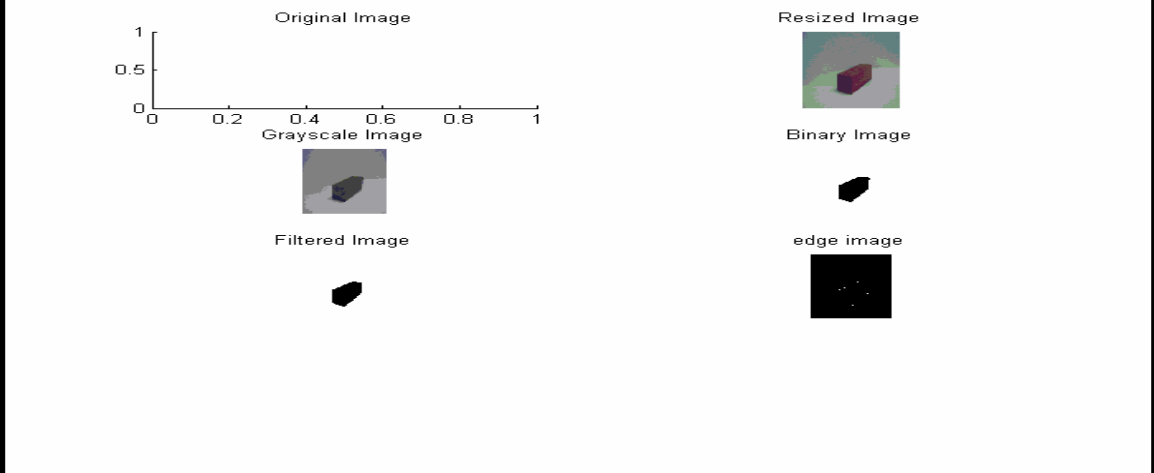 Original Image
Resized Image
1
0.5
0
0 0.2 0.4 0.6 0.8 1
Grayscale Image
Binary Image
Filtered Image
edge image